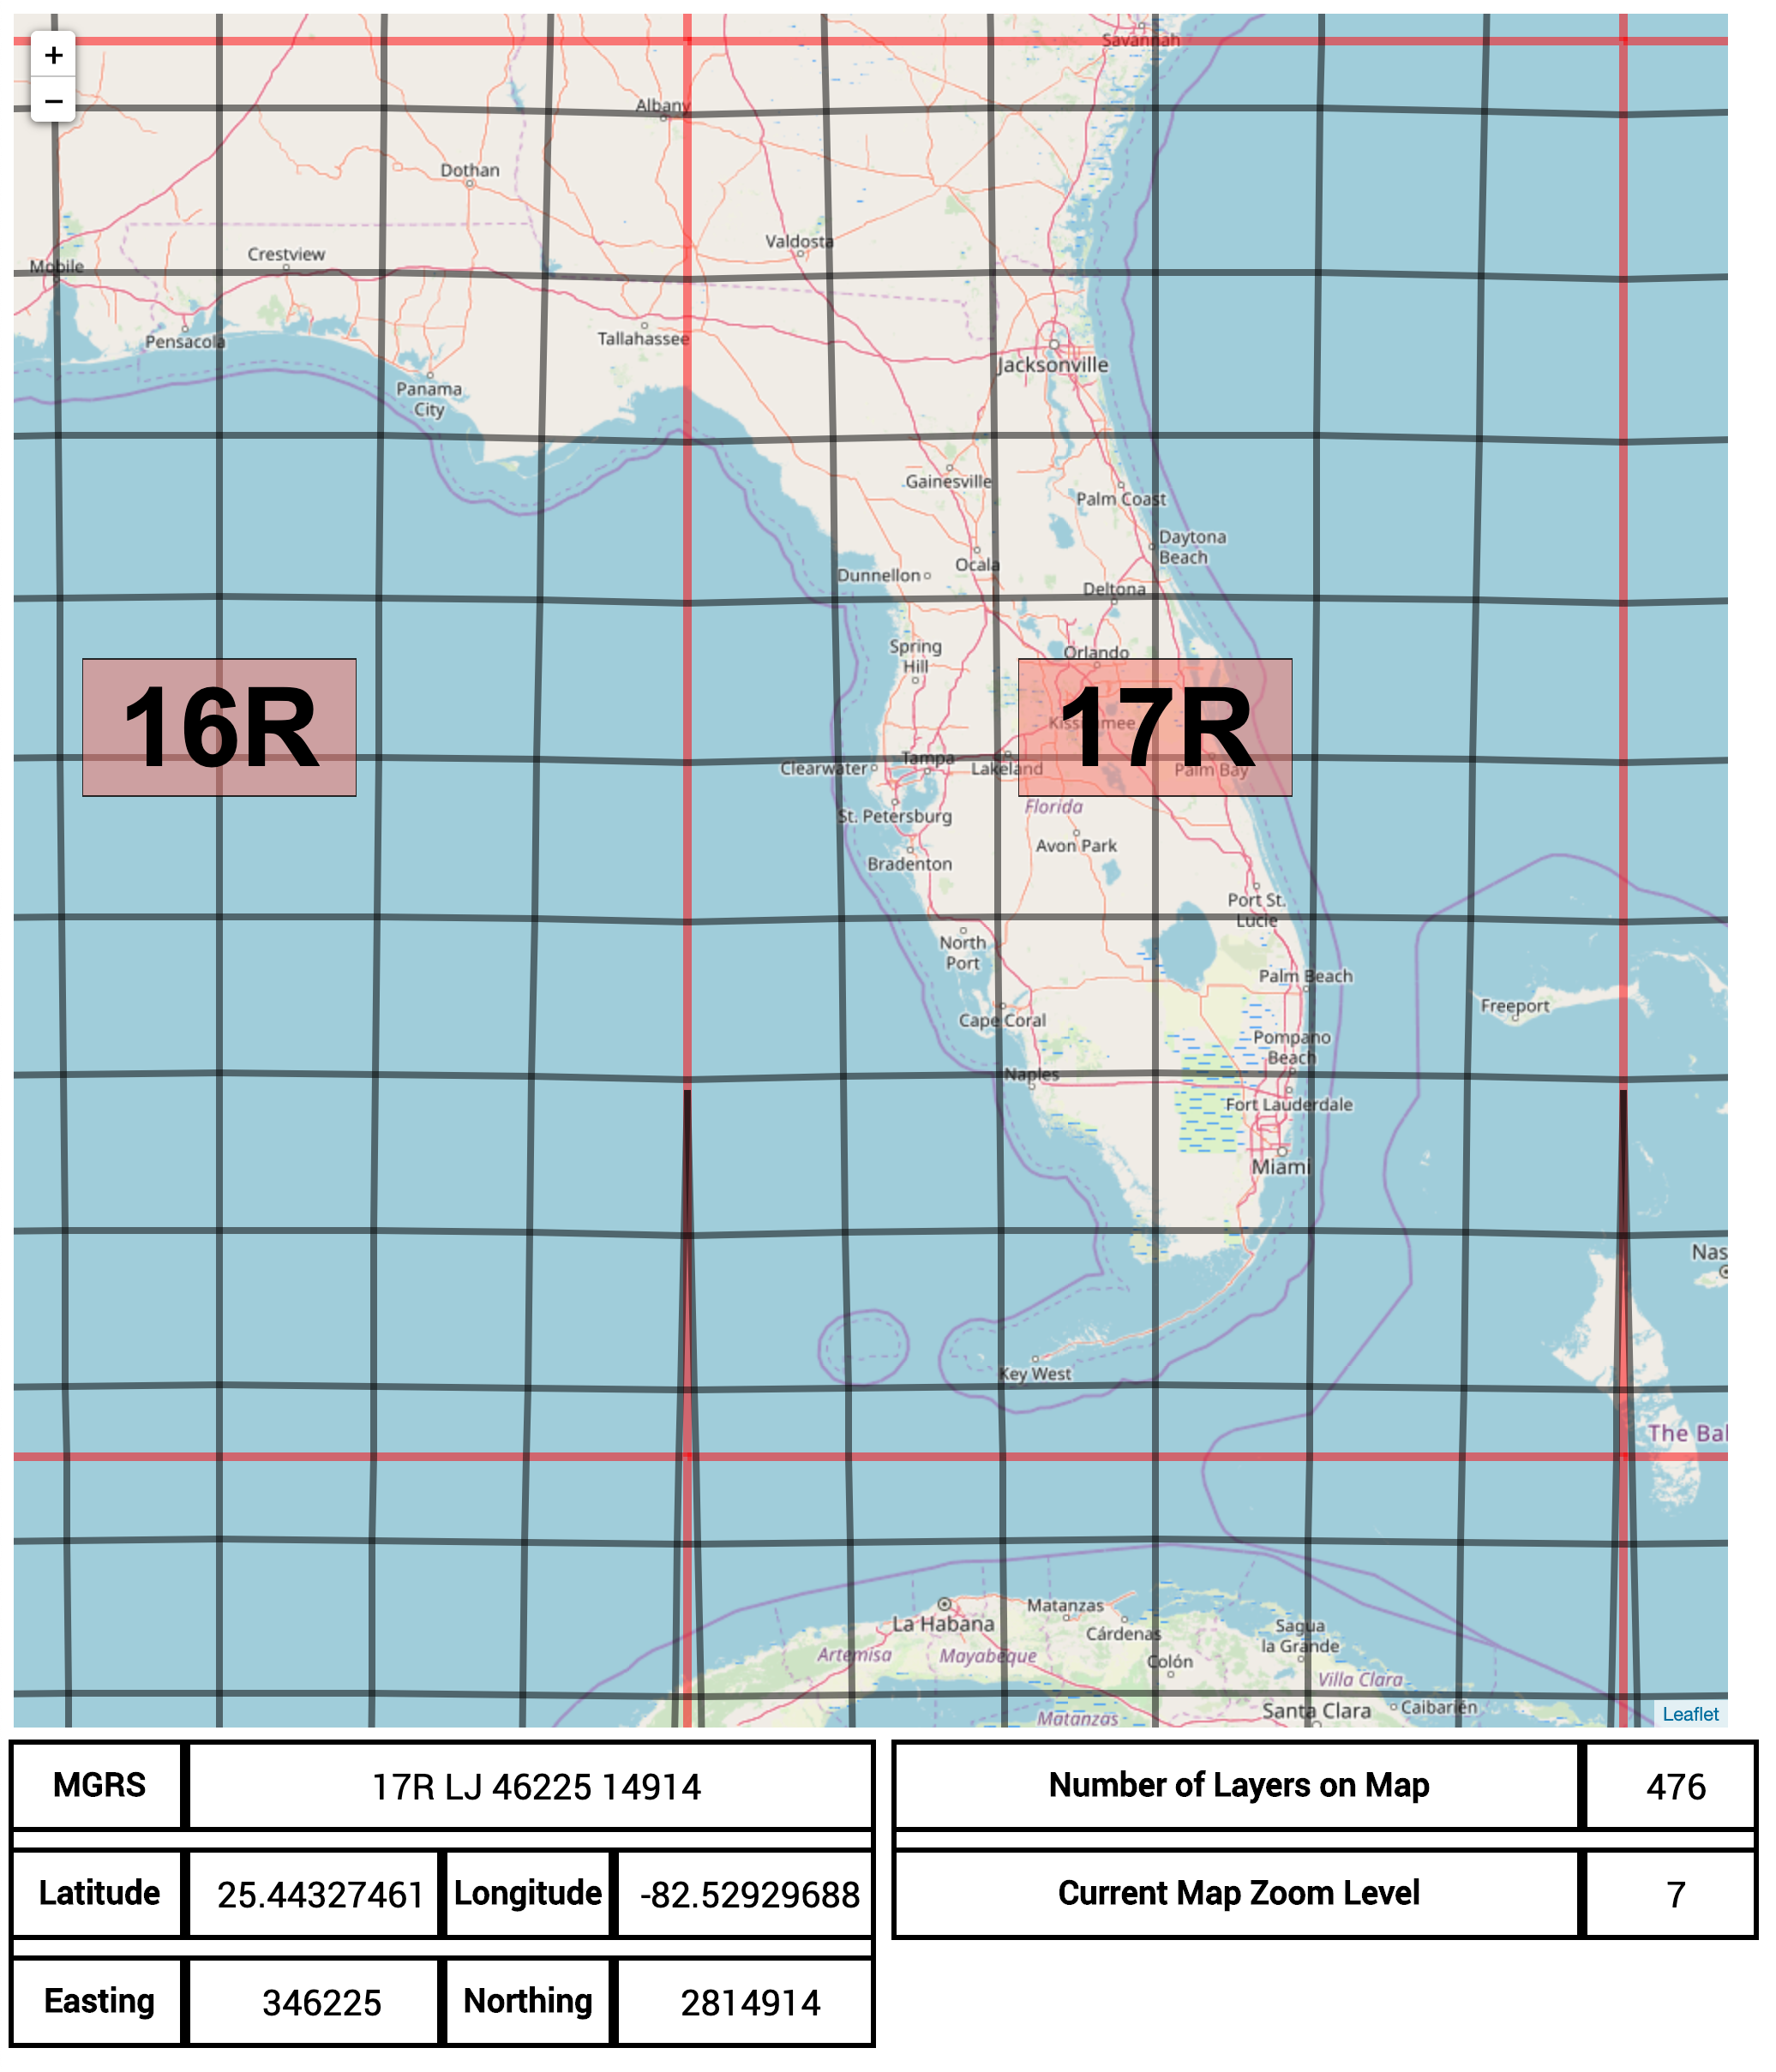 +
−
Savannah
Albany
Dothan
Valdosta
Crestview
Mobile
Pensacola
Tallahassee
Jacksonville
Panama
City
Gainesville
Palm Coast
Daytona
Beach
Ocala
Dunnellon
Deltona
Spring
Hill
Orlando
16R
17R
Kissimmee
Clearwater
Tampa
Lakeland
Palm Bay
Florida
St. Petersburg
Avon Park
Bradenton
Port St.
Lucie
North
Port
Palm Beach
Freeport
Cape Coral
Pompano
Beach
Naples
Fort Lauderdale
Miami
Nas
Key West
The Bal
La Habana
Matanzas
Cárdenas
Sagua
la Grande
Artemisa
Mayabeque
Colón
Villa Clara
Santa Clara
Caibarién
Matanzas
Leaflet
MGRS 17R LJ 46225 14914
Number of Layers on Map 476
Latitude 25.44327461 Longitude -82.52929688
Current Map Zoom Level 7
Easting 346225 Northing 2814914